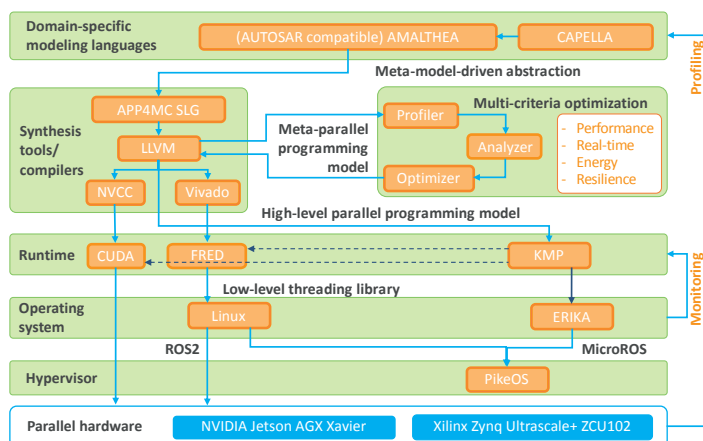 Domain-specific
modeling languages
(AUTOSAR compatible) AMALTHEA
CAPELLA
Profiling
Meta-model-driven abstraction
Synthesis
tools/
compilers
APP4MC SLG
LLVM
NVCC
Vivado
Meta-parallel
programming
model
Multi-criteria optimization
Profiler
Analyzer
Optimizer
- Performance
- Real-time
- Energy
- Resilience
High-level parallel programming model
Runtime
CUDA
FRED
KMP
Monitoring
Low-level threading library
Operating
system
Linux
ERIKA
ROS2
MicroROS
Hypervisor
PikeOS
Parallel hardware
NVIDIA Jetson AGX Xavier
Xilinx Zynq Ultrascale+ ZCU102